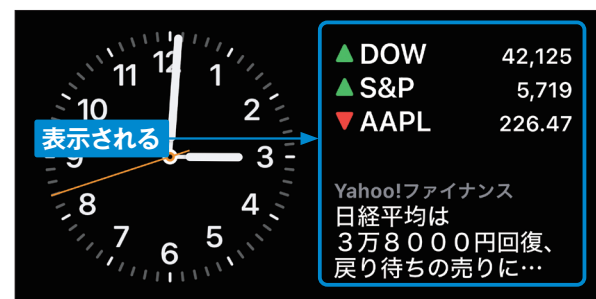 12
1
2
3
4
5
6
7
8
9
10
11
表示される
DOW 42,125
S&P 5,719
AAPL 226.47
Yahoo!ファイナンス
日経平均は
３万８０００円回復、
戻り待ちの売りに…